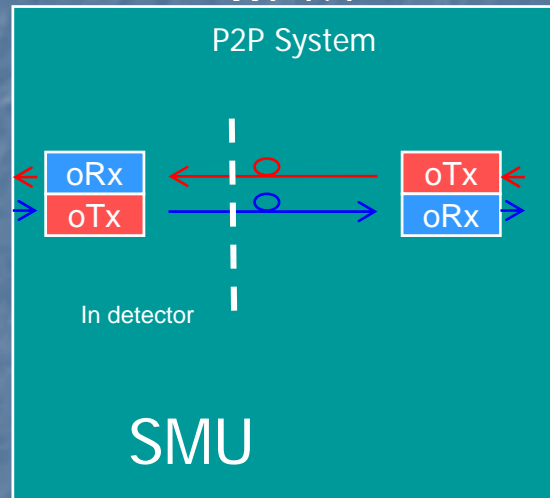 P2P System
oRx
oTx
oTx
oRx
In detector
SMU